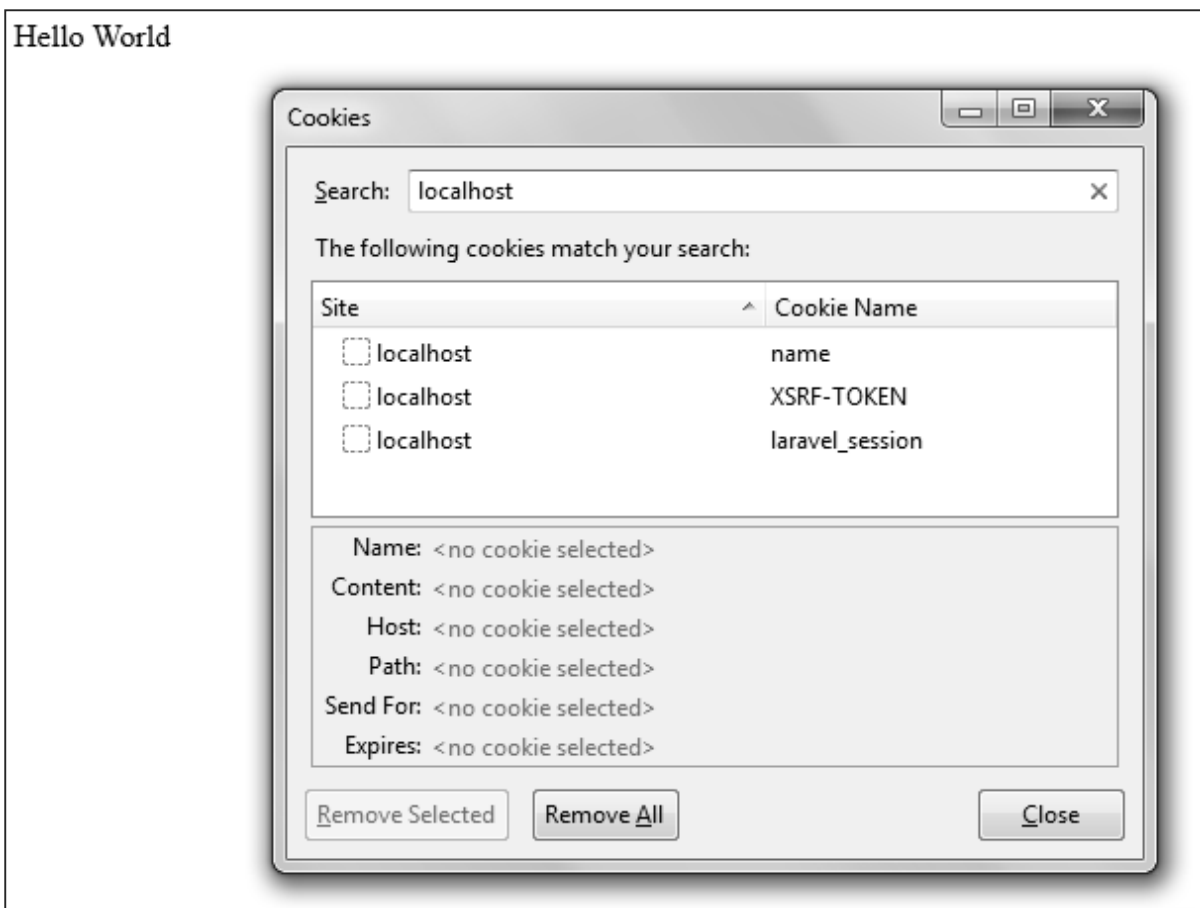 Hello World
Cookies
Search: localhost
The following cookies match your search:
Site Cookie Name
localhost name
localhost XSRF-TOKEN
localhost laravel_session
Name: <no cookie selected>
Content: <no cookie selected>
Host: <no cookie selected>
Path: <no cookie selected>
Send For: <no cookie selected>
Expires: <no cookie selected>
Remove Selected Remove All Close